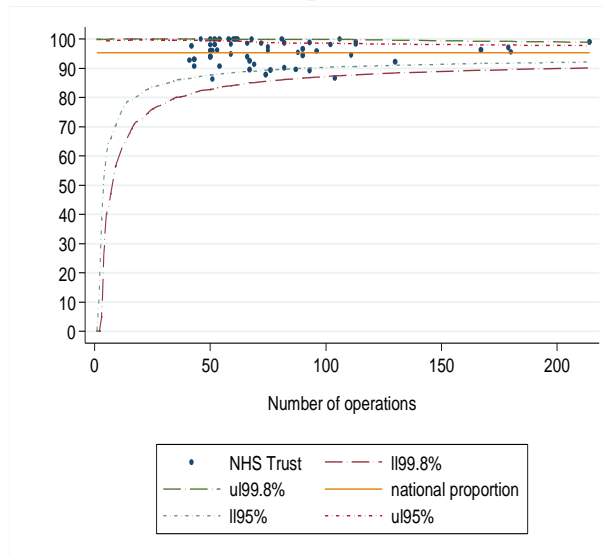 100
90
80
70
60
50
40
30
20
10
0
0 50 100 150 200
Number of operations
NHS Trust ll99.8%
ul99.8% national proportion
ll95% ul95%